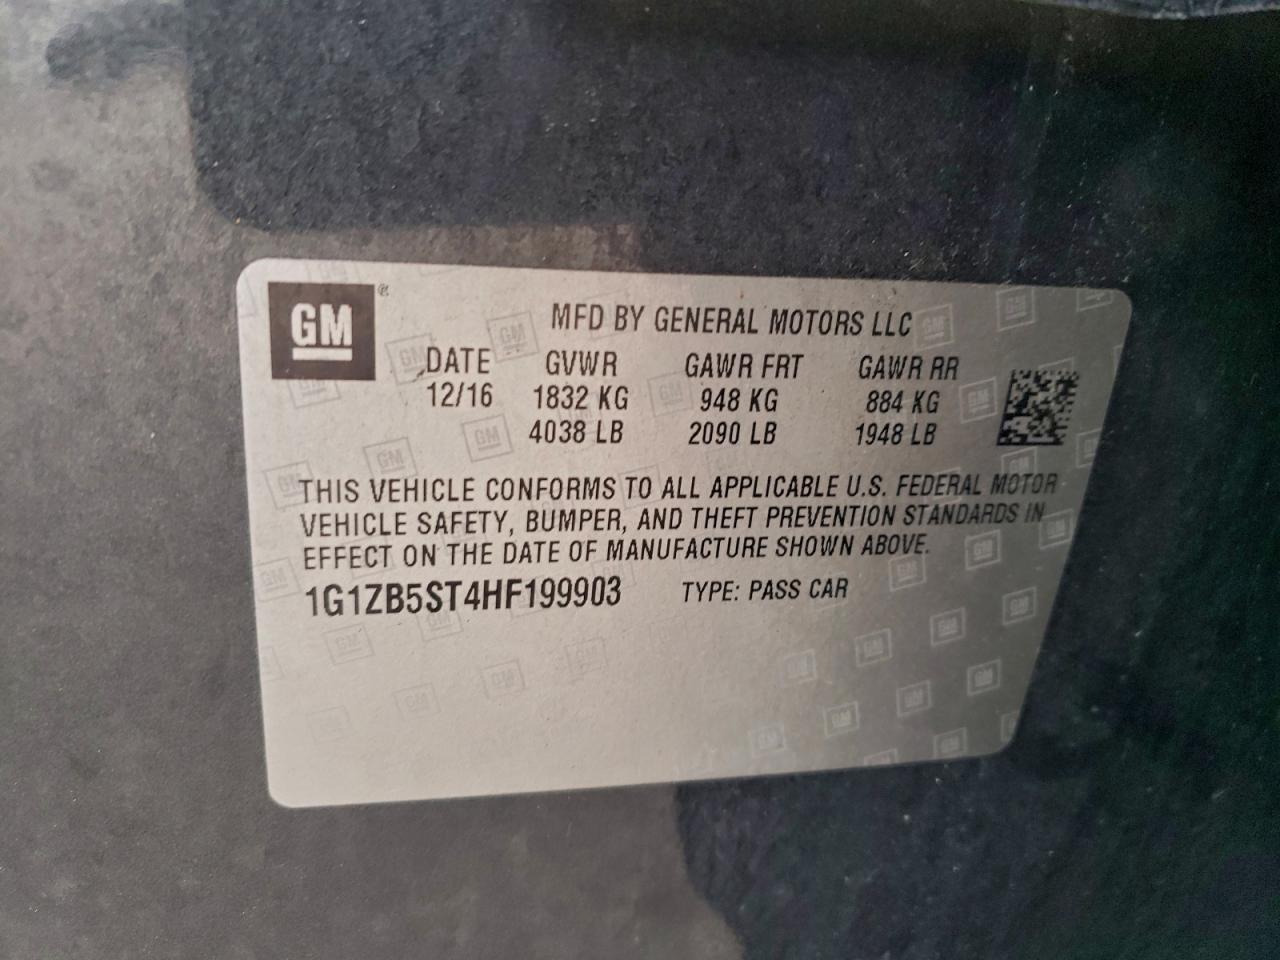 GM ®
MFD BY GENERAL MOTORS LLC
DATE GVWR GAWR FRT GAWR RR
12/16 1832 KG 948 KG 884 KG
4038 LB 2090 LB 1948 LB
THIS VEHICLE CONFORMS TO ALL APPLICABLE U.S. FEDERAL MOTOR
VEHICLE SAFETY, BUMPER, AND THEFT PREVENTION STANDARDS IN
EFFECT ON THE DATE OF MANUFACTURE SHOWN ABOVE.
1G1ZB5ST4HF199903 TYPE: PASS CAR